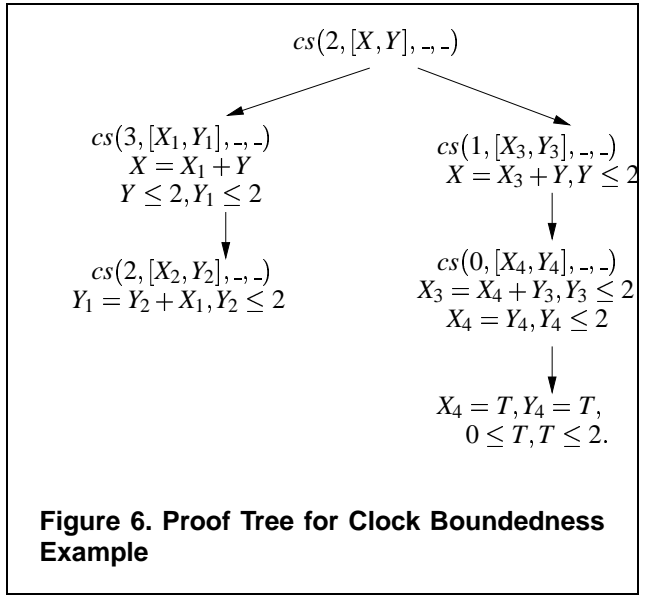 cs(2, [X, Y], _, _)
cs(3, [X₁, Y₁], _, _)
X = X₁ + Y
Y ≤ 2, Y₁ ≤ 2
cs(2, [X₂, Y₂], _, _)
Y₁ = Y₂ + X₁, Y₂ ≤ 2
cs(1, [X₃, Y₃], _, _)
X = X₃ + Y, Y ≤ 2
cs(0, [X₄, Y₄], _, _)
X₃ = X₄ + Y₃, Y₃ ≤ 2
X₄ = Y₄, Y₄ ≤ 2
X₄ = T, Y₄ = T,
0 ≤ T, T ≤ 2.
Figure 6. Proof Tree for Clock Boundedness
Example